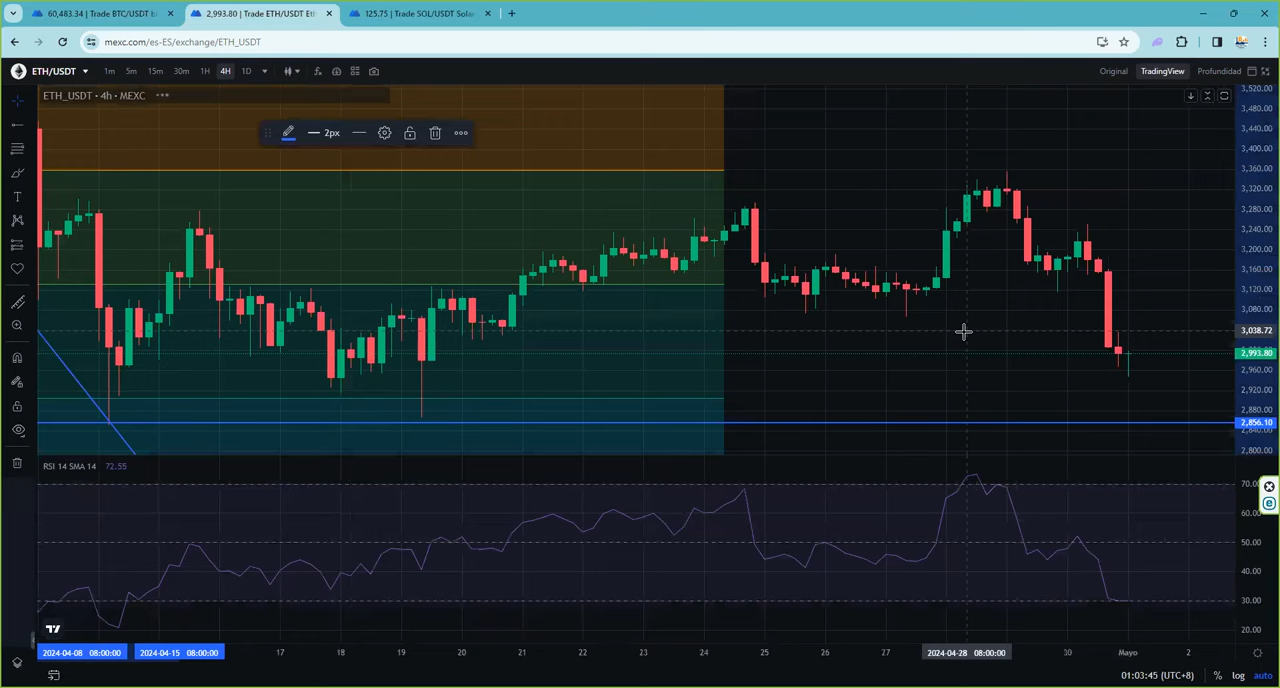 60,483.34 | Trade BTC/USDT bi
2,993.80 | Trade ETH/USDT Eth
125.75 | Trade SOL/USDT Solan
mexc.com/es-ES/exchange/ETH_USDT
ETH/USDT 1m 5m 15m 30m 1H 4H 1D Original TradingView Profundidad
ETH_USDT • 4h • MEXC •••
2px
3,520.00
3,480.00
3,440.00
3,400.00
3,360.00
3,320.00
3,280.00
3,240.00
3,200.00
3,160.00
3,120.00
3,080.00
3,038.72
2,993.80
2,960.00
2,920.00
2,880.00
2,856.10
2,840.00
2,800.00
RSI 14 SMA 14 72.55
70.00
60.00
50.00
40.00
30.00
20.00
2024-04-08 08:00:00 2024-04-15 08:00:00 17 18 19 20 21 22 23 24 25 26 27 2024-04-28 08:00:00 30 Mayo 2
01:03:45 (UTC+8) % log auto